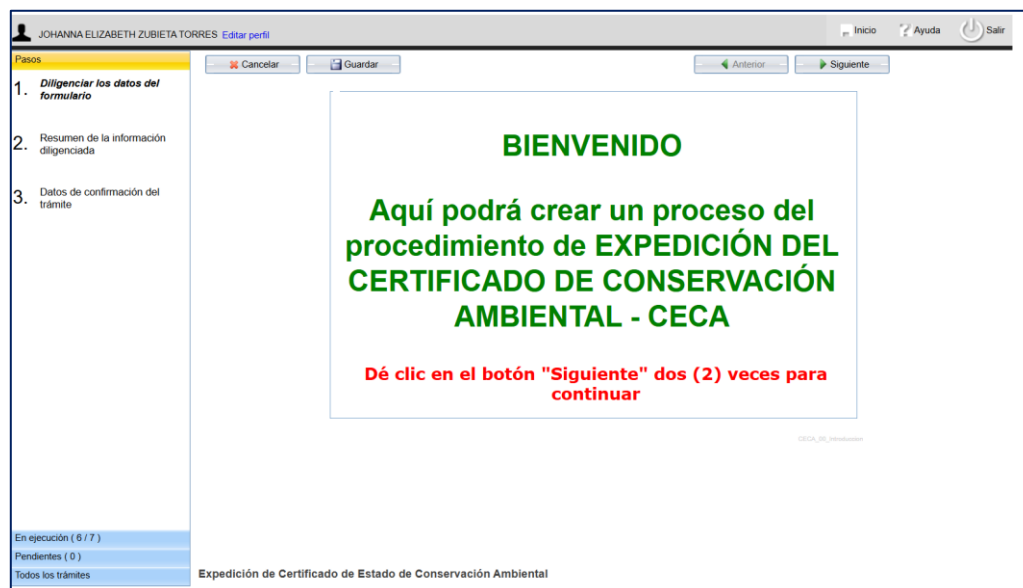 JOHANNA ELIZABETH ZUBIETA TORRES Editar perfil
Inicio
Ayuda
Salir
Pasos
Cancelar
Guardar
Anterior
Siguiente
1. Diligenciar los datos del
formulario
2. Resumen de la información
diligenciada
3. Datos de confirmación del
trámite
BIENVENIDO
Aquí podrá crear un proceso del
procedimiento de EXPEDICIÓN DEL
CERTIFICADO DE CONSERVACIÓN
AMBIENTAL - CECA
Dé clic en el botón "Siguiente" dos (2) veces para
continuar
CECA_00_Introduccion
En ejecución ( 6 / 7 )
Pendientes ( 0 )
Todos los trámites
Expedición de Certificado de Estado de Conservación Ambiental